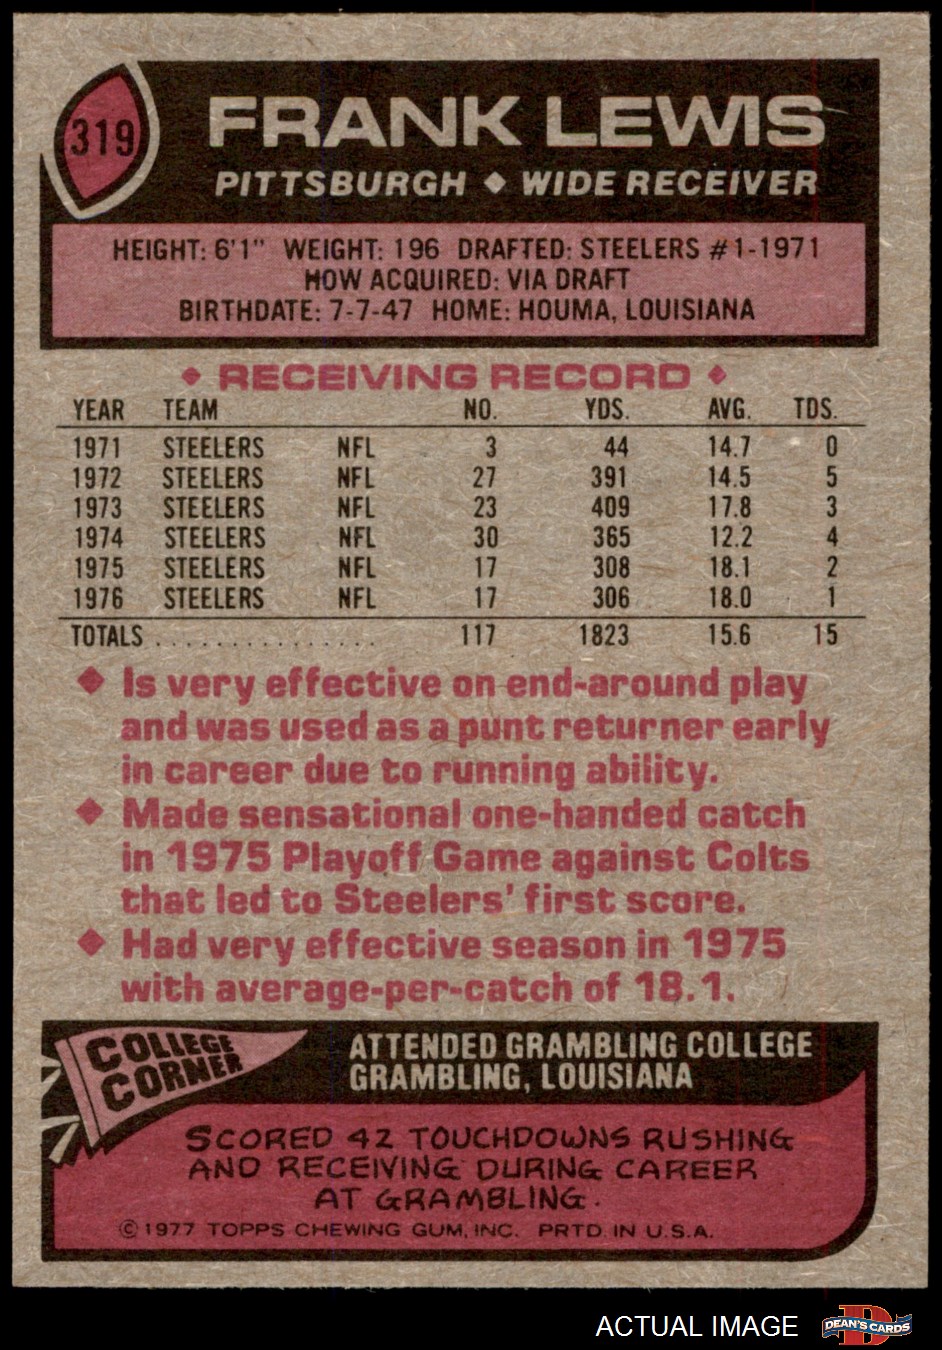 319
FRANK LEWIS
PITTSBURGH ◆ WIDE RECEIVER
HEIGHT: 6'1" WEIGHT: 196 DRAFTED: STEELERS #1-1971
HOW ACQUIRED: VIA DRAFT
BIRTHDATE: 7-7-47 HOME: HOUMA, LOUISIANA
◆ RECEIVING RECORD ◆
YEAR TEAM NO. YDS. AVG. TDS.
1971 STEELERS NFL 3 44 14.7 0
1972 STEELERS NFL 27 391 14.5 5
1973 STEELERS NFL 23 409 17.8 3
1974 STEELERS NFL 30 365 12.2 4
1975 STEELERS NFL 17 308 18.1 2
1976 STEELERS NFL 17 306 18.0 1
TOTALS . . . . . . . . . . . . . . . 117 1823 15.6 15
◆ Is very effective on end-around play
and was used as a punt returner early
in career due to running ability.
◆ Made sensational one-handed catch
in 1975 Playoff Game against Colts
that led to Steelers' first score.
◆ Had very effective season in 1975
with average-per-catch of 18.1.
COLLEGE
CORNER
ATTENDED GRAMBLING COLLEGE
GRAMBLING, LOUISIANA
SCORED 42 TOUCHDOWNS RUSHING
AND RECEIVING DURING CAREER
AT GRAMBLING.
© 1977 TOPPS CHEWING GUM, INC. PRTD. IN U.S.A.
ACTUAL IMAGE
D
DEAN'S CARDS